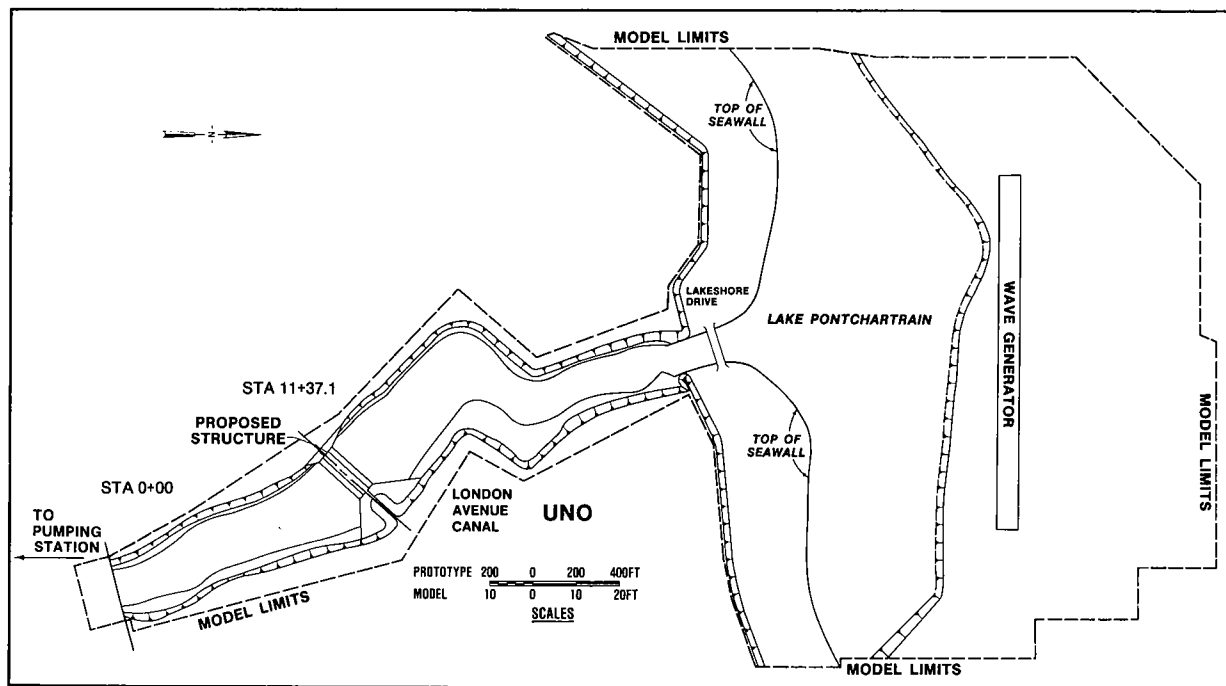 MODEL LIMITS
TOP OF
SEAWALL
N
LAKESHORE
DRIVE
LAKE PONTCHARTRAIN
WAVE GENERATOR
STA 11+37.1
PROPOSED
STRUCTURE
TOP OF
SEAWALL
MODEL LIMITS
STA 0+00
LONDON
AVENUE
CANAL
UNO
TO
PUMPING
STATION
PROTOTYPE 200 0 200 400FT
MODEL 10 0 10 20FT
SCALES
MODEL LIMITS
MODEL LIMITS